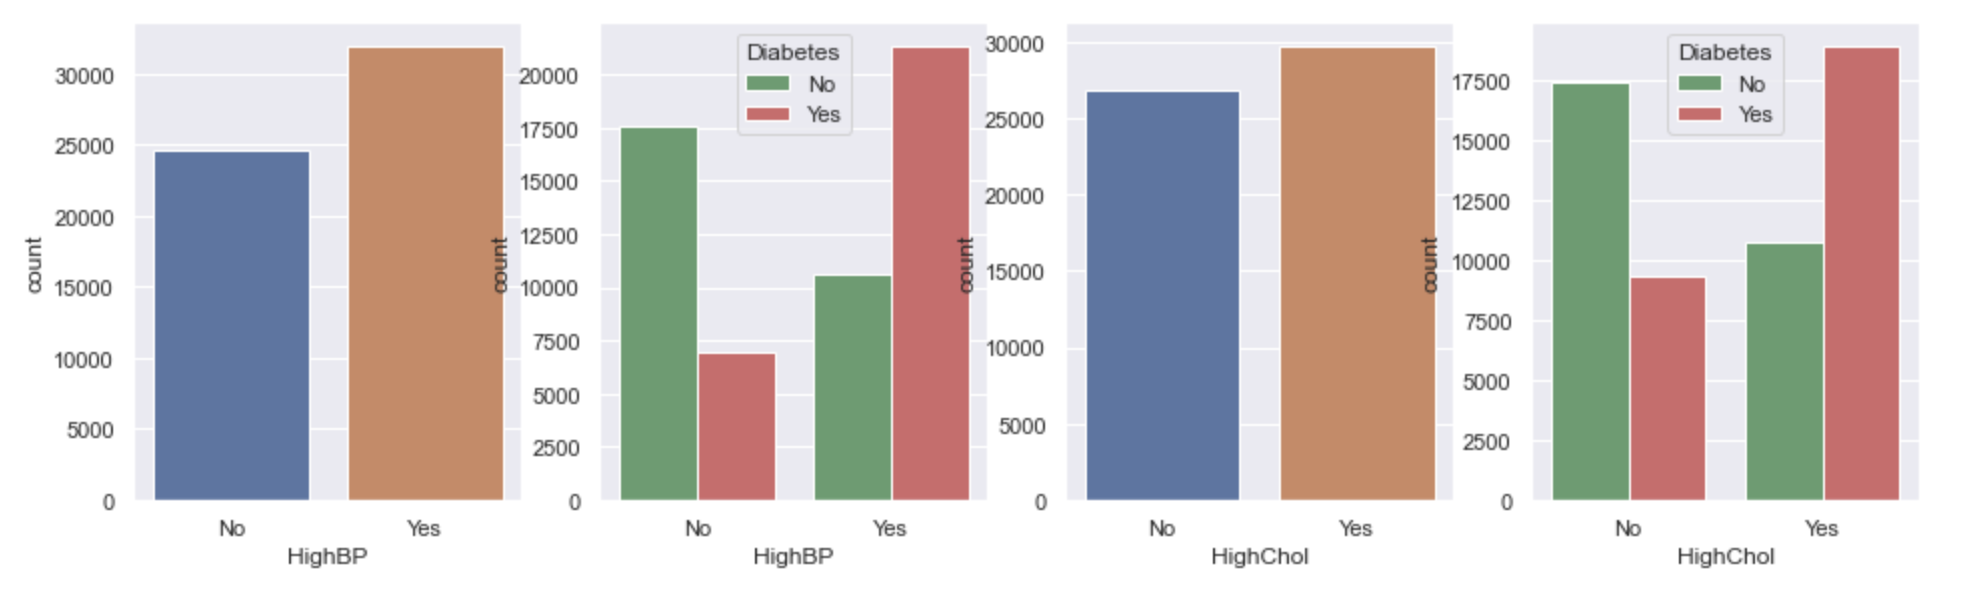 count
30000
25000
20000
15000
10000
5000
0
No Yes
HighBP
count
20000
17500
15000
12500
10000
7500
5000
2500
0
Diabetes
No
Yes
No Yes
HighBP
count
30000
25000
20000
15000
10000
5000
0
No Yes
HighChol
count
17500
15000
12500
10000
7500
5000
2500
0
Diabetes
No
Yes
No Yes
HighChol